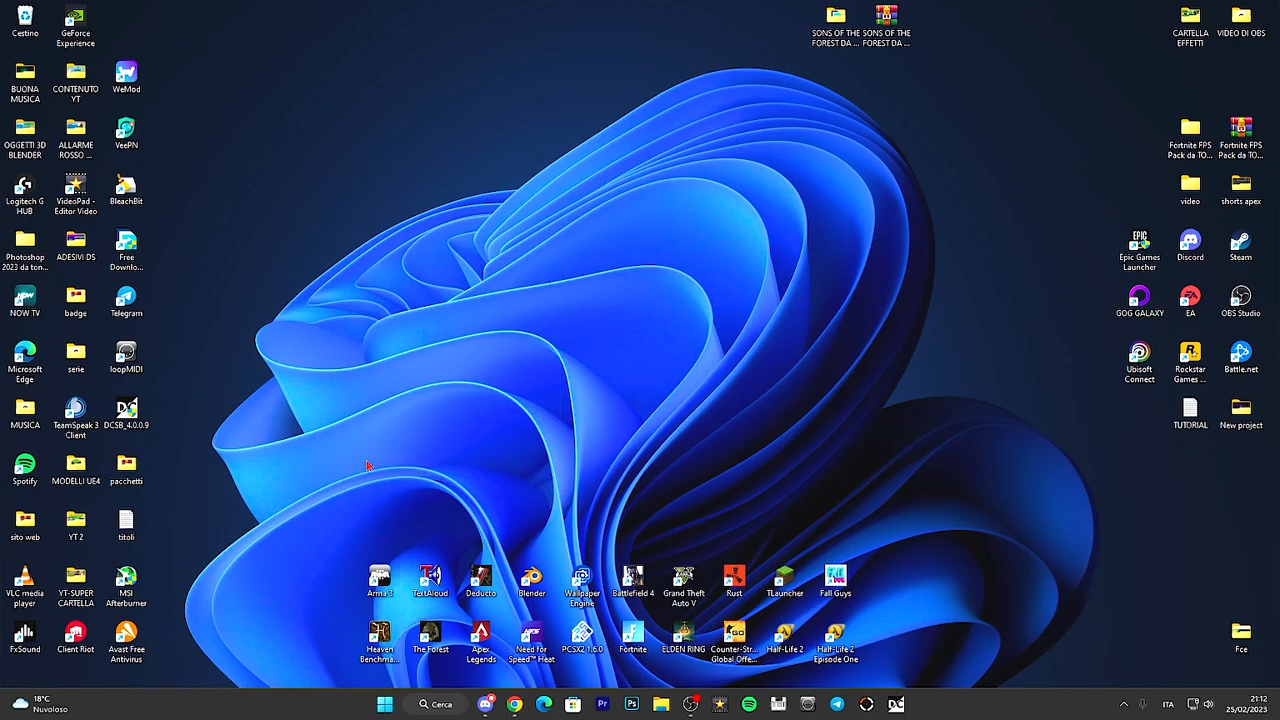 Cestino
GeForce
Experience
SONS OF THE
FOREST DA ...
SONS OF THE
FOREST DA ...
CARTELLA
EFFETTI
VIDEO DI OBS
BUONA
MUSICA
CONTENUTO
YT
WeMod
OGGETTI 3D
BLENDER
ALLARME
ROSSO ...
VeePN
Fortnite FPS
Pack da TO...
Fortnite FPS
Pack da TO...
Logitech G
HUB
VideoPad -
Editor Video
BleachBit
video
shorts apex
Photoshop
2023 da ton...
ADESIVI DS
Free
Downlo...
EPIC
GAMES
Epic Games
Launcher
Discord
Steam
NOW TV
badge
Telegram
GOG GALAXY
EA
OBS Studio
Microsoft
Edge
serie
loopMIDI
Ubisoft
Connect
Rockstar
Games ...
Battle.net
MUSICA
TeamSpeak 3
Client
DCSB_4.0.0.9
TUTORIAL
New project
Spotify
MODELLI UE4
pacchetti
sito web
YT 2
titoli
VLC media
player
YT-SUPER
CARTELLA
MSI
Afterburner
Arma 3
TextAloud
Deducto
Blender
Wallpaper
Engine
Battlefield 4
Grand Theft
Auto V
Rust
TLauncher
Fall Guys
FxSound
Client Riot
Avast Free
Antivirus
Heaven
Benchma...
The Forest
Apex
Legends
Need for
Speed™ Heat
PCSX2 1.6.0
Fortnite
ELDEN RING
Counter-Str...
Global Offe...
Half-Life 2
Half-Life 2
Episode One
Fce
18°C
Nuvoloso
Cerca
Pr
Ps
ITA
21:12
25/02/2023